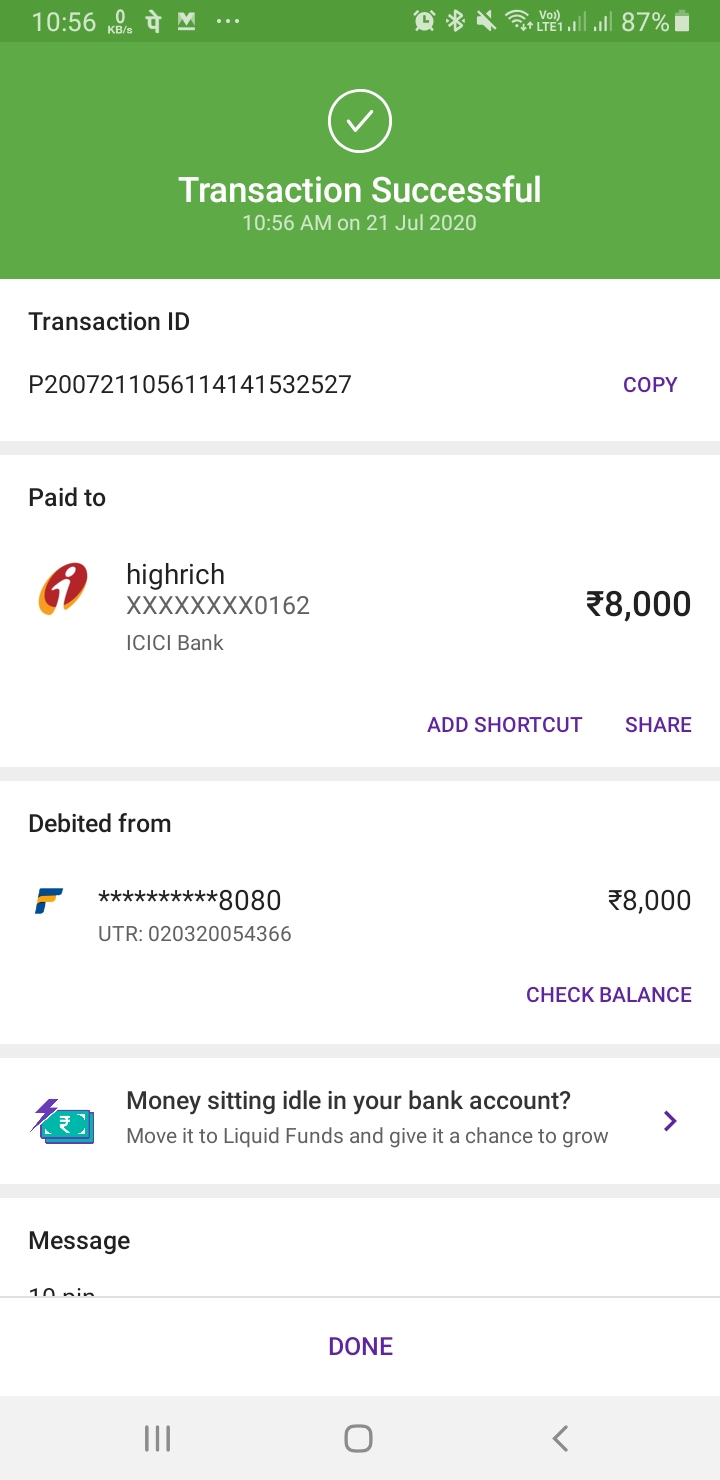 10:56 0 KB/s पे ... Vo)) LTE1 87%
Transaction Successful
10:56 AM on 21 Jul 2020
Transaction ID
P2007211056114141532527 COPY
Paid to
highrich
XXXXXXXX0162 ₹8,000
ICICI Bank
ADD SHORTCUT SHARE
Debited from
**********8080 ₹8,000
UTR: 020320054366
CHECK BALANCE
Money sitting idle in your bank account?
Move it to Liquid Funds and give it a chance to grow
Message
10 pin
DONE